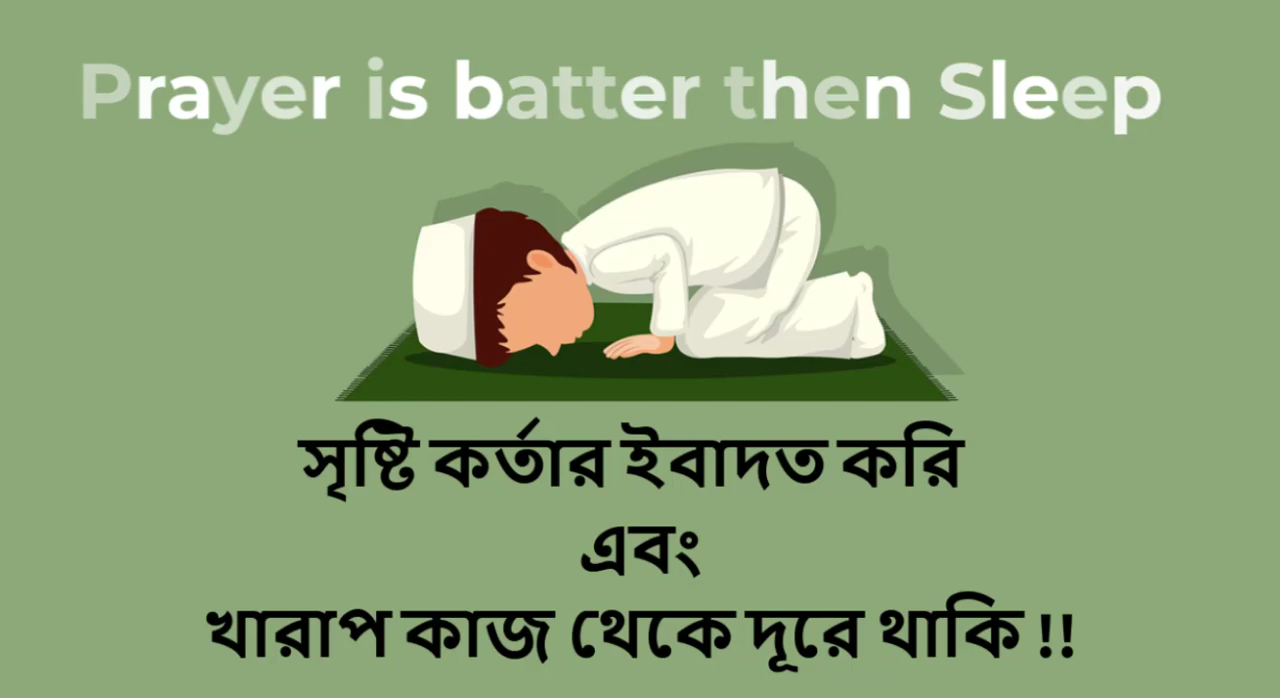 Prayer is batter then Sleep
সৃষ্টি কর্তার ইবাদত করি
এবং
খারাপ কাজ থেকে দূরে থাকি !!